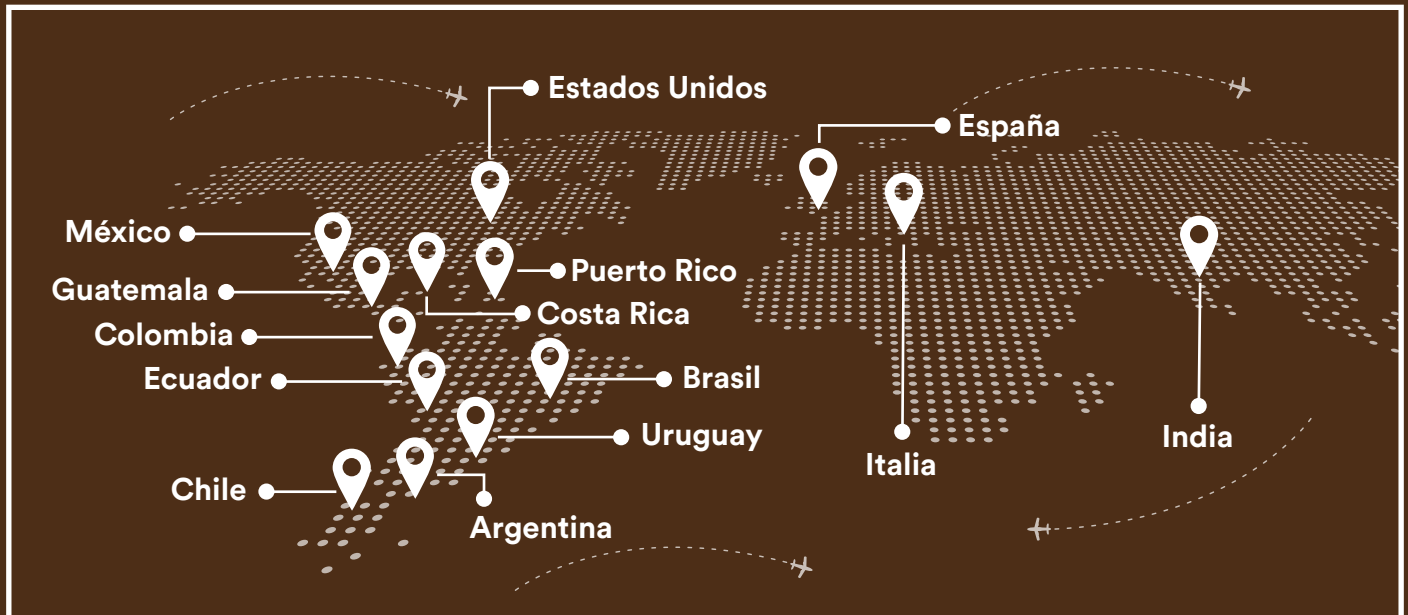 Estados Unidos
España
México
Puerto Rico
Guatemala
Costa Rica
Colombia
Ecuador
Brasil
Uruguay
India
Italia
Chile
Argentina